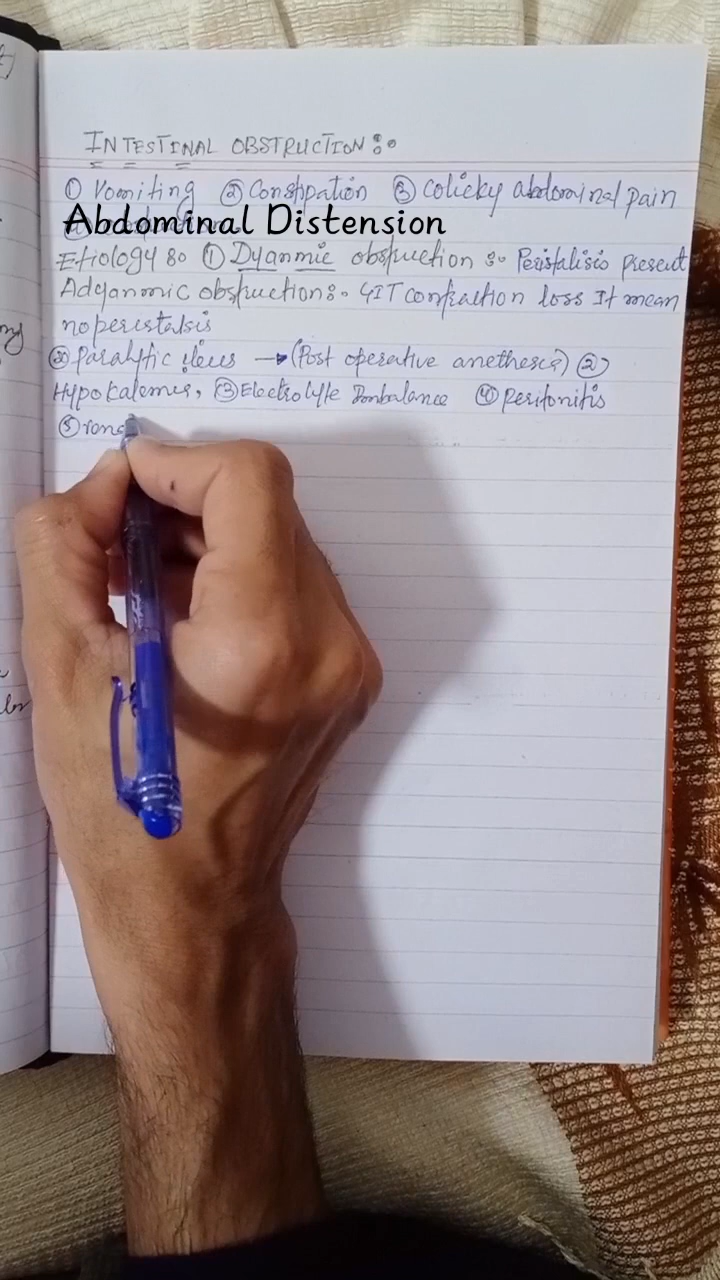 INTESTINAL OBSTRUCTION:-
① Vomiting ② Constipation ③ Colicky abdominal pain
Abdominal Distension
Etiology :- ① Dyanmic obstruction :- Peristalisis present
Adyanmic obstruction:- GIT contraction loss It mean
no peristalsis
paralytic ileus → (Post operative anethesia) ②
Hypokalemia, ③ Electrolyte Imbalance ④ peritonitis
⑤